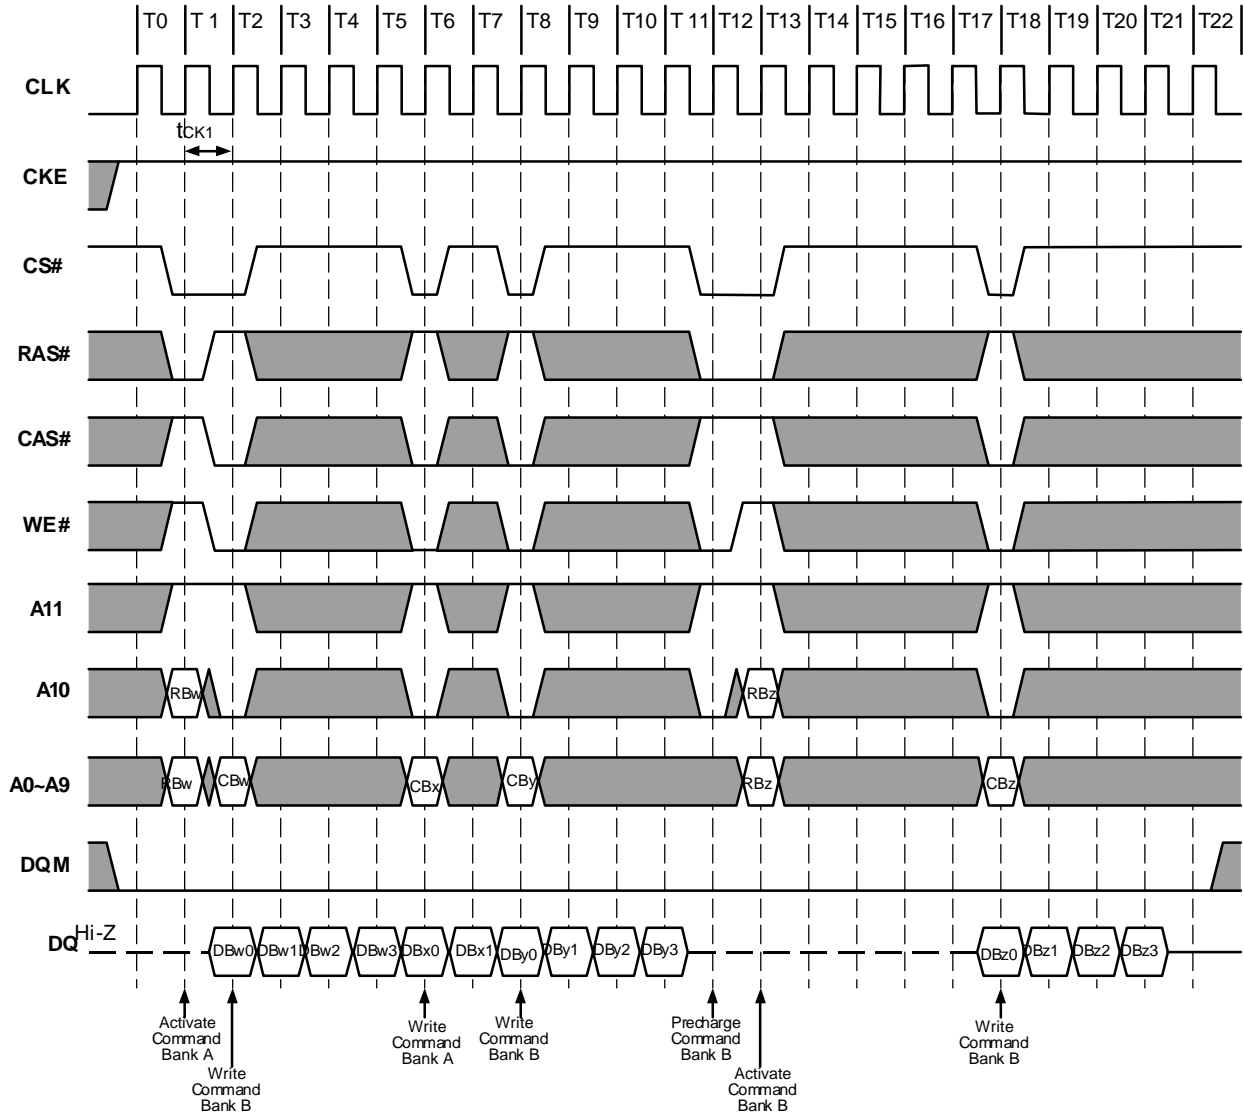 T0 T 1 T2 T3 T4 T5 T6 T7 T8 T9 T10 T 11 T12 T13 T14 T15 T16 T17 T18 T19 T20 T21 T22
CLK
tCK1
CKE
CS#
RAS#
CAS#
WE#
A11
A10 RBw RBz
A0~A9 RBw CBw CBx CBy RBz CBz
DQM
DQ Hi-Z DBw0 DBw1 DBw2 DBw3 DBx0 DBx1 DBy0 DBy1 DBy2 DBy3 DBz0 DBz1 DBz2 DBz3
Activate
Command
Bank A
Write
Command
Bank B
Write
Command
Bank A
Write
Command
Bank B
Precharge
Command
Bank B
Activate
Command
Bank B
Write
Command
Bank B